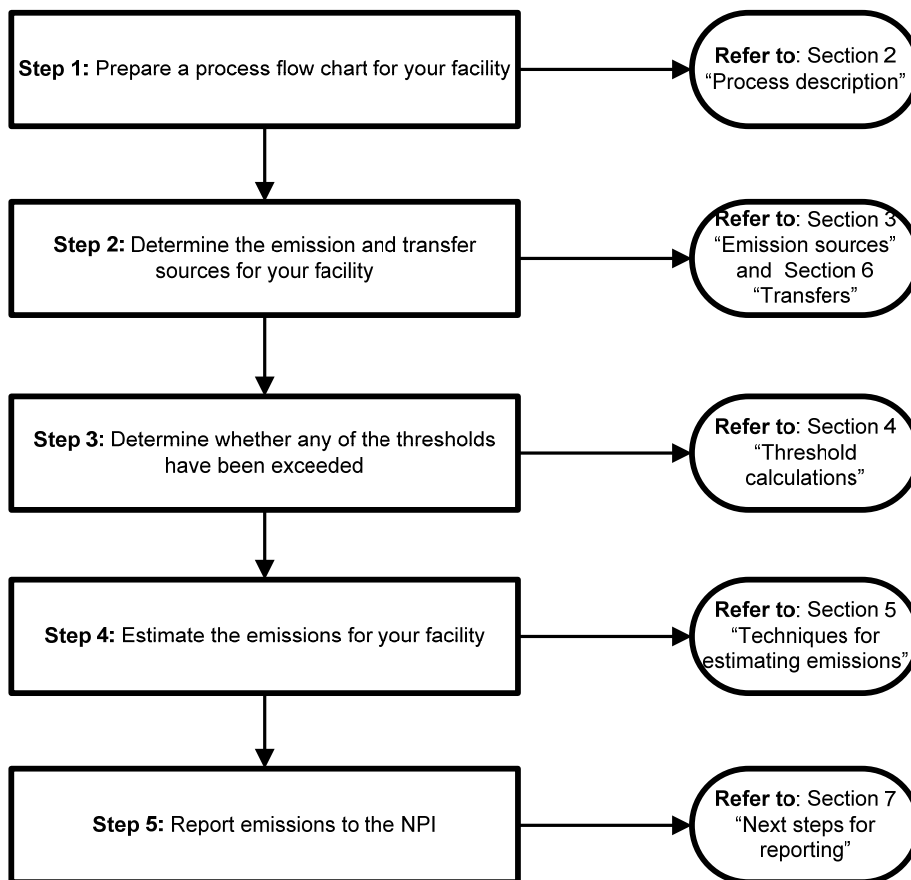 Step 1: Prepare a process flow chart for your facility
Refer to: Section 2
“Process description”
Step 2: Determine the emission and transfer
sources for your facility
Refer to: Section 3
“Emission sources”
and Section 6
“Transfers”
Step 3: Determine whether any of the thresholds
have been exceeded
Refer to: Section 4
“Threshold
calculations”
Step 4: Estimate the emissions for your facility
Refer to: Section 5
“Techniques for
estimating emissions”
Step 5: Report emissions to the NPI
Refer to: Section 7
“Next steps for
reporting”